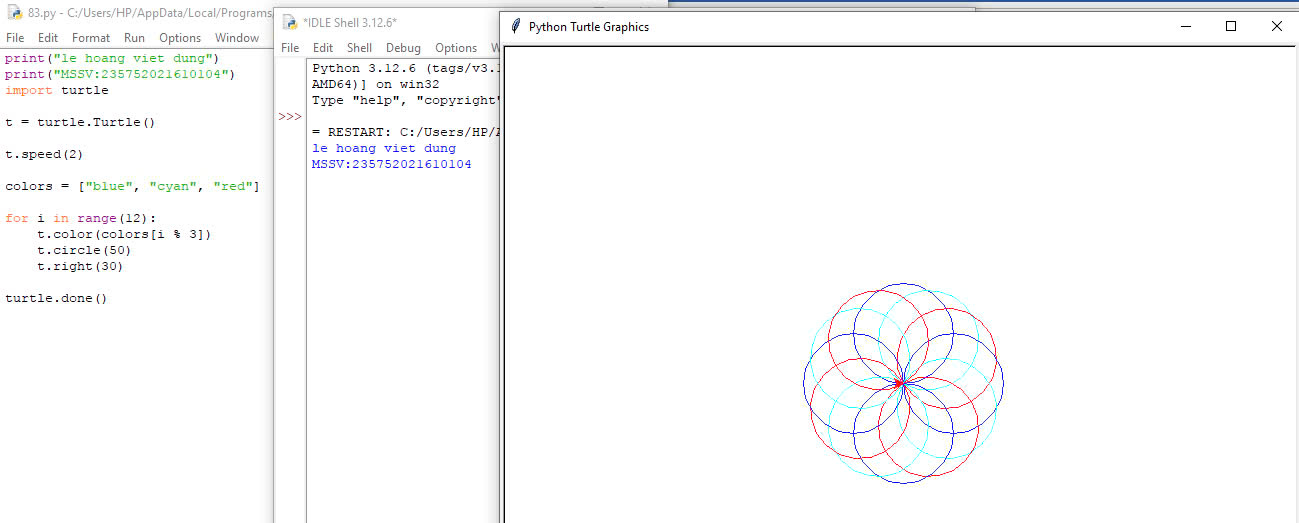 83.py - C:/Users/HP/AppData/Local/Programs/
File Edit Format Run Options Window
print("le hoang viet dung")
print("MSSV:235752021610104")
import turtle
t = turtle.Turtle()
t.speed(2)
colors = ["blue", "cyan", "red"]
for i in range(12):
    t.color(colors[i % 3])
    t.circle(50)
    t.right(30)
turtle.done()
*IDLE Shell 3.12.6*
File Edit Shell Debug Options
Python 3.12.6 (tags/v3.1
AMD64)] on win32
Type "help", "copyright"
>>>
= RESTART: C:/Users/HP/A
le hoang viet dung
MSSV:235752021610104
Python Turtle Graphics